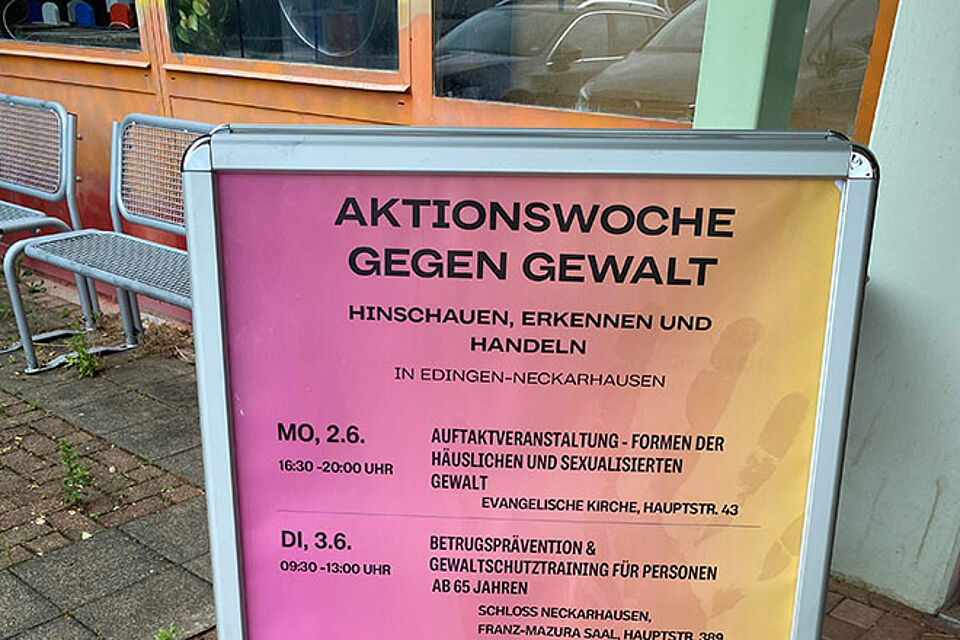 AKTIONSWOCHE
GEGEN GEWALT
HINSCHAUEN, ERKENNEN UND
HANDELN
IN EDINGEN-NECKARHAUSEN
MO, 2.6.
16:30 -20:00 UHR
AUFTAKTVERANSTALTUNG - FORMEN DER
HÄUSLICHEN UND SEXUALISIERTEN
GEWALT
EVANGELISCHE KIRCHE, HAUPTSTR. 43
DI, 3.6.
09:30 -13:00 UHR
BETRUGSPRÄVENTION &
GEWALTSCHUTZTRAINING FÜR PERSONEN
AB 65 JAHREN
SCHLOSS NECKARHAUSEN,
FRANZ-MAZURA SAAL, HAUPTSTR. 389